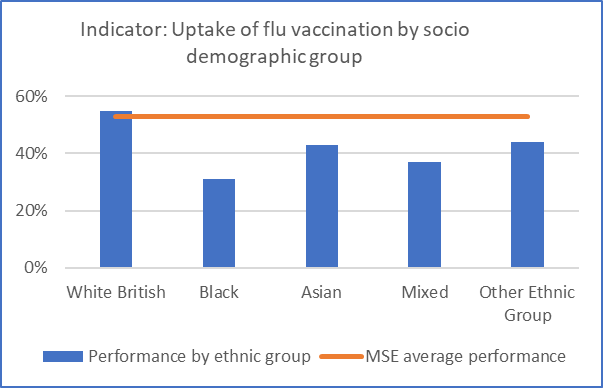 Indicator: Uptake of flu vaccination by socio
demographic group
60%
40%
20%
0%
White British Black Asian Mixed Other Ethnic
Group
Performance by ethnic group MSE average performance